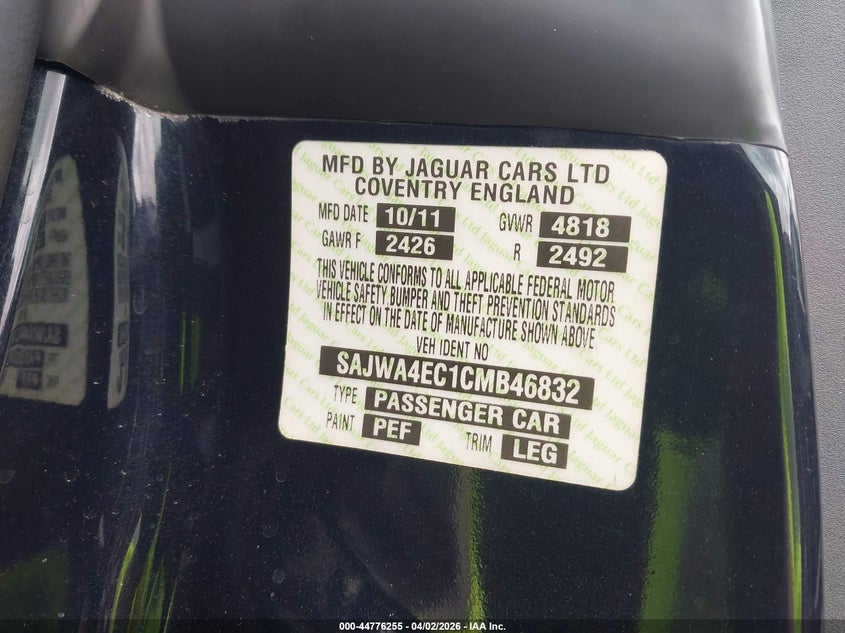 MFD BY JAGUAR CARS LTD
COVENTRY ENGLAND
MFD DATE 10/11 GVWR 4818
GAWR F 2426 R 2492
THIS VEHICLE CONFORMS TO ALL APPLICABLE FEDERAL MOTOR
VEHICLE SAFETY BUMPER AND THEFT PREVENTION STANDARDS
IN EFFECT ON THE DATE OF MANUFACTURE SHOWN ABOVE
VEH IDENT NO
SAJWA4EC1CMB46832
TYPE PASSENGER CAR
PAINT PEF TRIM LEG
000-44776255 - 04/02/2026 - IAA Inc.